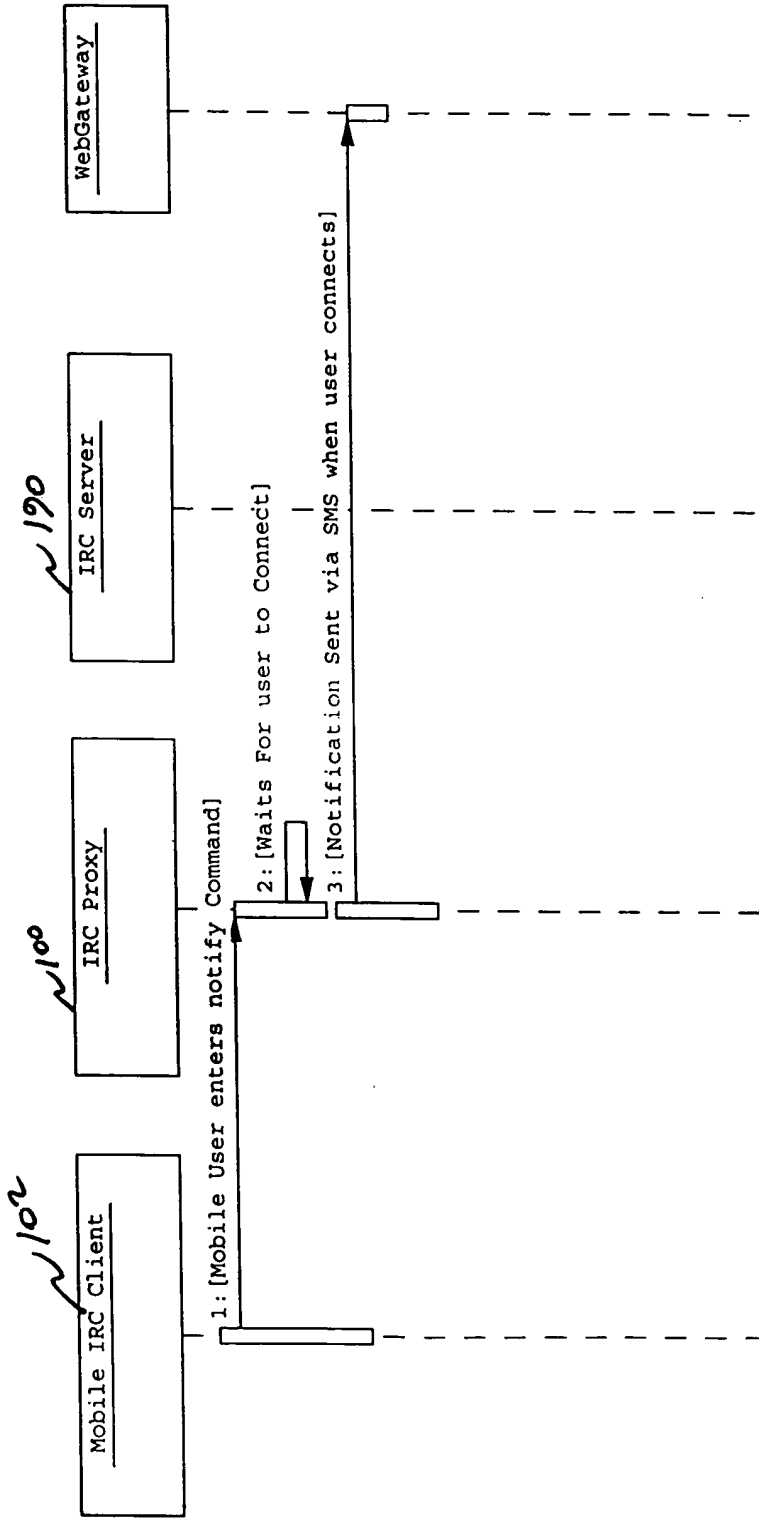 102
Mobile IRC Client
100
IRC Proxy
190
IRC Server
WebGateway
1:[Mobile User enters notify Command]
2:[Waits For user to Connect]
3:[Notification Sent via SMS when user connects]